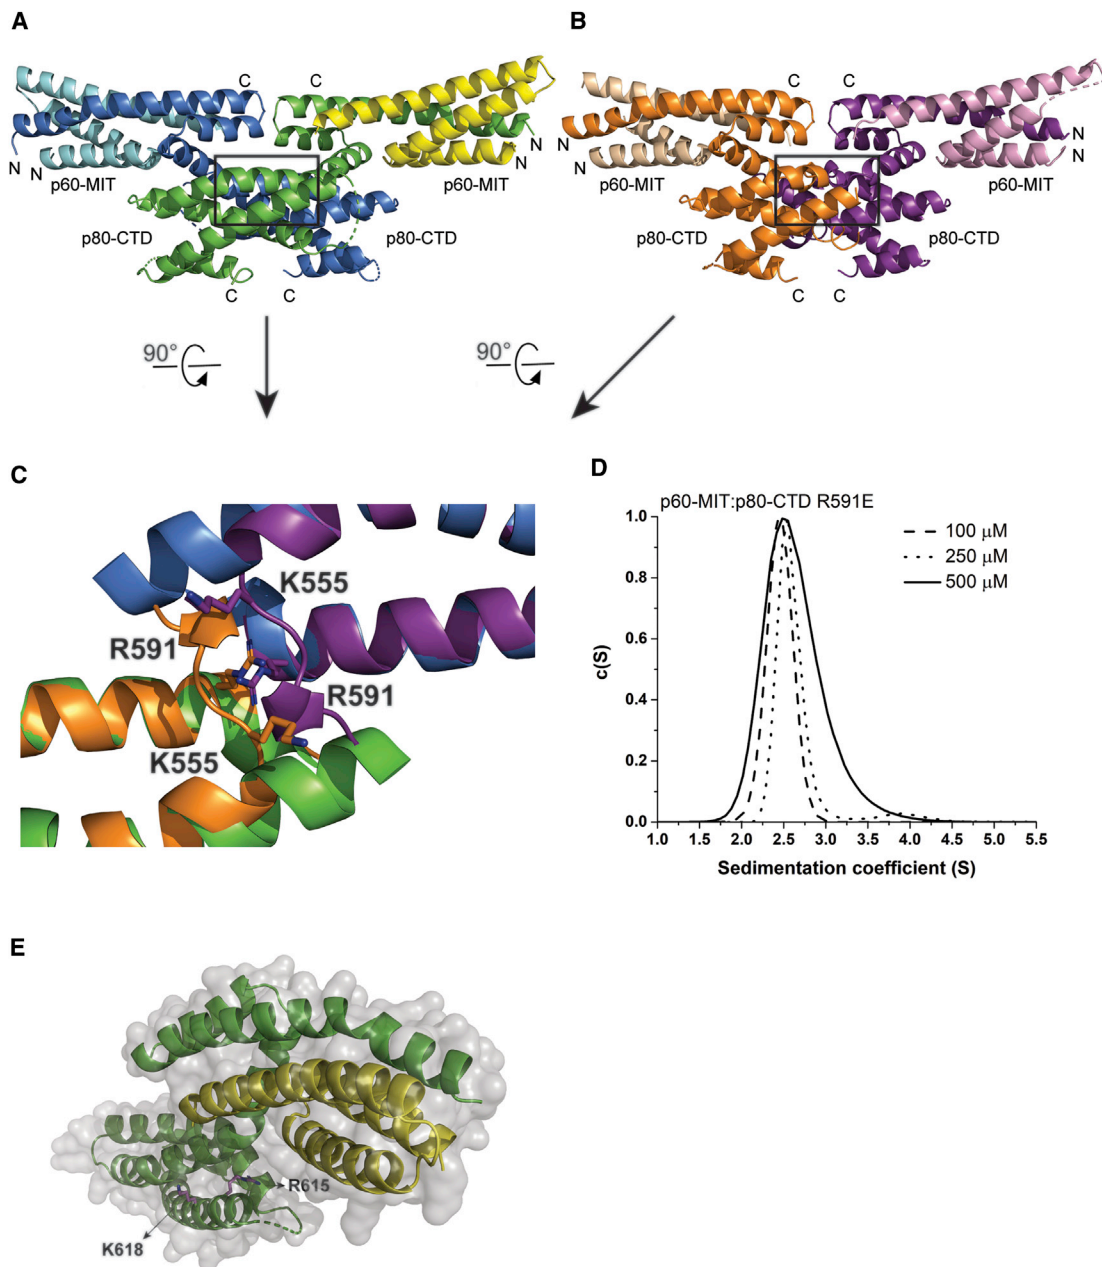 A
C C
N N
N N
p60-MIT p60-MIT
p80-CTD p80-CTD
C C
90°
B
C C
N N
N N
p60-MIT p60-MIT
p80-CTD p80-CTD
C C
90°
C
K555
R591
R591
K555
D
p60-MIT:p80-CTD R591E
100 μM
250 μM
500 μM
c(S)
1.0
0.8
0.6
0.4
0.2
0.0
1.0 1.5 2.0 2.5 3.0 3.5 4.0 4.5 5.0 5.5
Sedimentation coefficient (S)
E
R615
K618